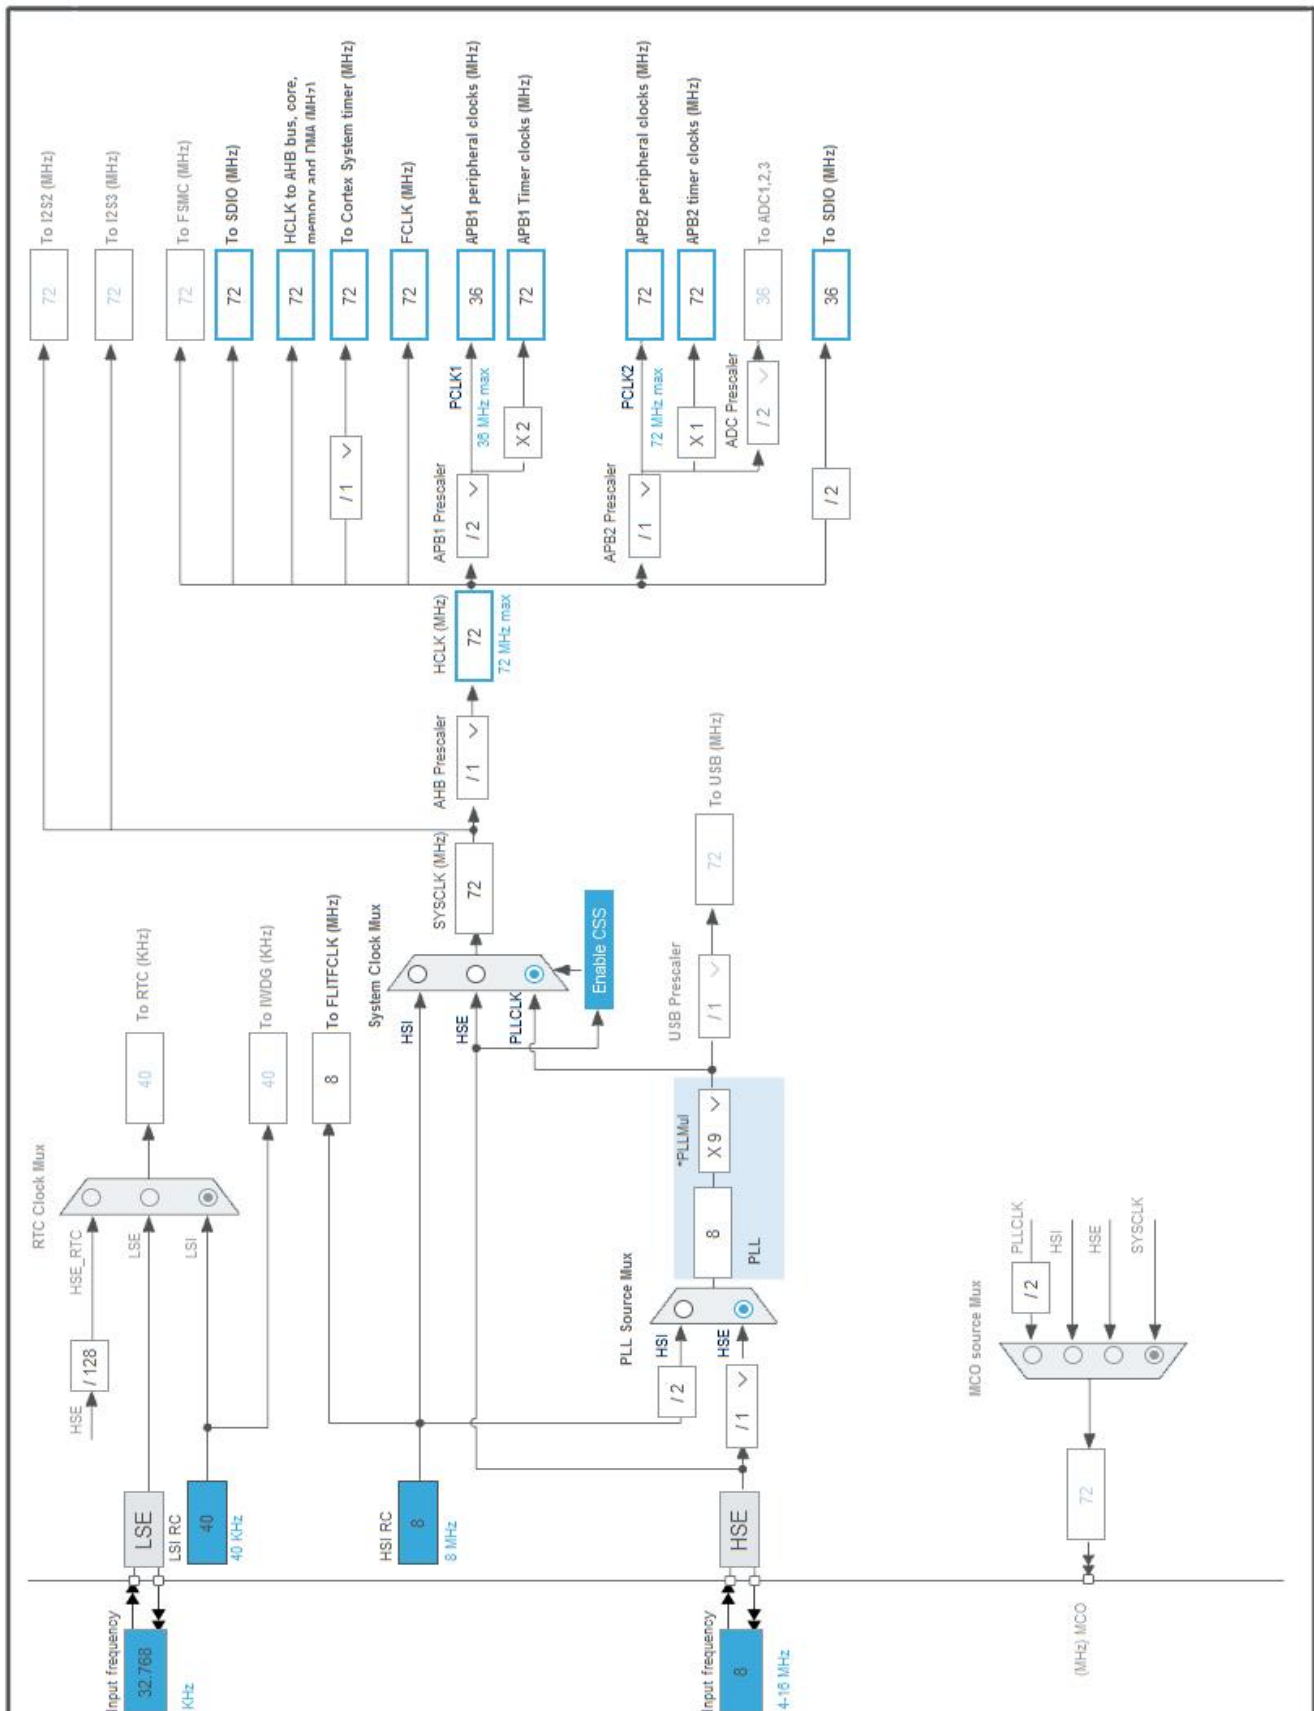 Input frequency
32.768
KHz
LSE
LSI RC
40
40 KHz
HSE
/ 128
HSE_RTC
LSE
LSI
RTC Clock Mux
40
To RTC (KHz)
40
To IWDG (KHz)
8
To FLITFCLK (MHz)
HSI RC
8
8 MHz
Input frequency
8
4-16 MHz
HSE
/ 1
/ 2
HSI
HSE
PLL Source Mux
8
PLL
*PLLMul
X 9
USB Prescaler
/ 1
72
To USB (MHz)
System Clock Mux
HSI
HSE
PLLCLK
Enable CSS
SYSCLK (MHz)
72
AHB Prescaler
/ 1
HCLK (MHz)
72
72 MHz max
72
To I2S2 (MHz)
72
To I2S3 (MHz)
72
To FSMC (MHz)
72
To SDIO (MHz)
72
HCLK to AHB bus, core,
memory and DMA (MHz)
/ 1
72
To Cortex System timer (MHz)
72
FCLK (MHz)
APB1 Prescaler
/ 2
PCLK1
36 MHz max
36
APB1 peripheral clocks (MHz)
X 2
72
APB1 Timer clocks (MHz)
APB2 Prescaler
/ 1
PCLK2
72 MHz max
72
APB2 peripheral clocks (MHz)
X 1
72
APB2 timer clocks (MHz)
ADC Prescaler
/ 2
36
To ADC1,2,3
/ 2
36
To SDIO (MHz)
MCO source Mux
PLLCLK
/ 2
HSI
HSE
SYSCLK
72
(MHz) MCO